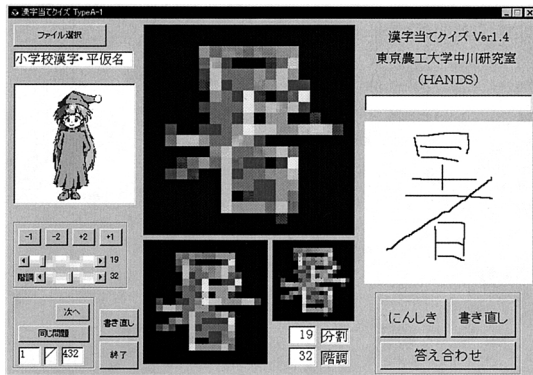 漢字当てクイズ TypeA-1
ファイル選択
小学校漢字・平仮名
漢字当てクイズ Ver1.4
東京農工大学中川研究室
(HANDS)
暑
-1 -2 +2 +1
19
階調 32
次へ
同じ問題
1 / 432
書き直し
終了
19 分割
32 階調
にんしき
書き直し
答え合わせ